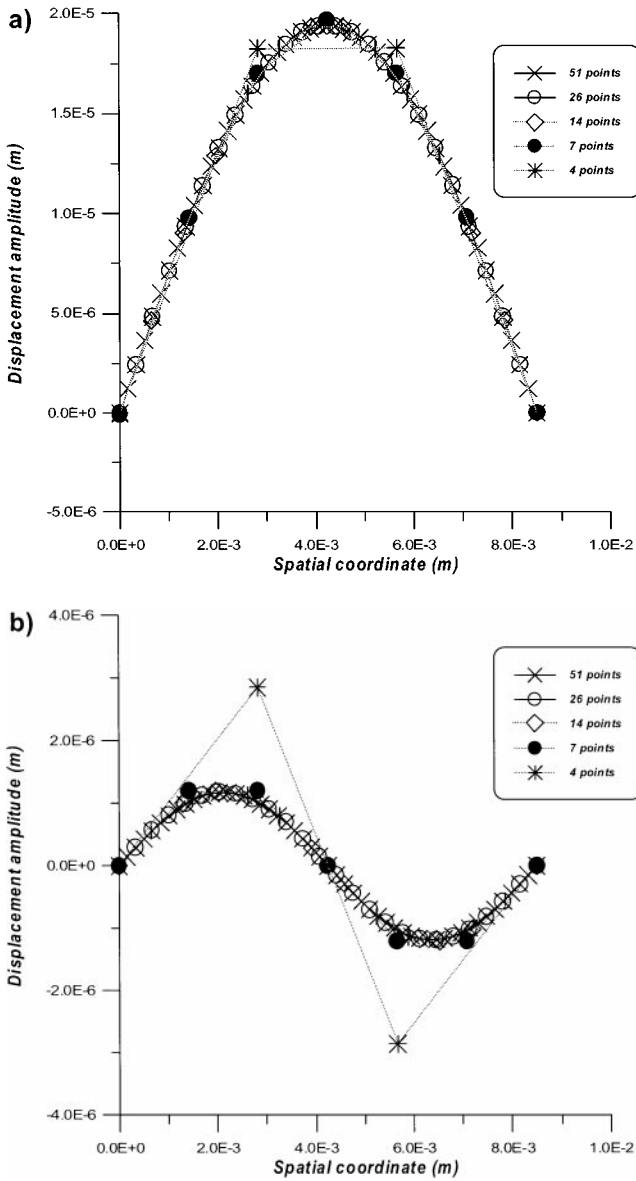 a)
2.0E-5
1.5E-5
1.0E-5
5.0E-6
0.0E+0
-5.0E-6
Displacement amplitude (m)
51 points
26 points
14 points
7 points
4 points
0.0E+0 2.0E-3 4.0E-3 6.0E-3 8.0E-3 1.0E-2
Spatial coordinate (m)
b)
4.0E-6
2.0E-6
0.0E+0
-2.0E-6
-4.0E-6
Displacement amplitude (m)
51 points
26 points
14 points
7 points
4 points
0.0E+0 2.0E-3 4.0E-3 6.0E-3 8.0E-3 1.0E-2
Spatial coordinate (m)